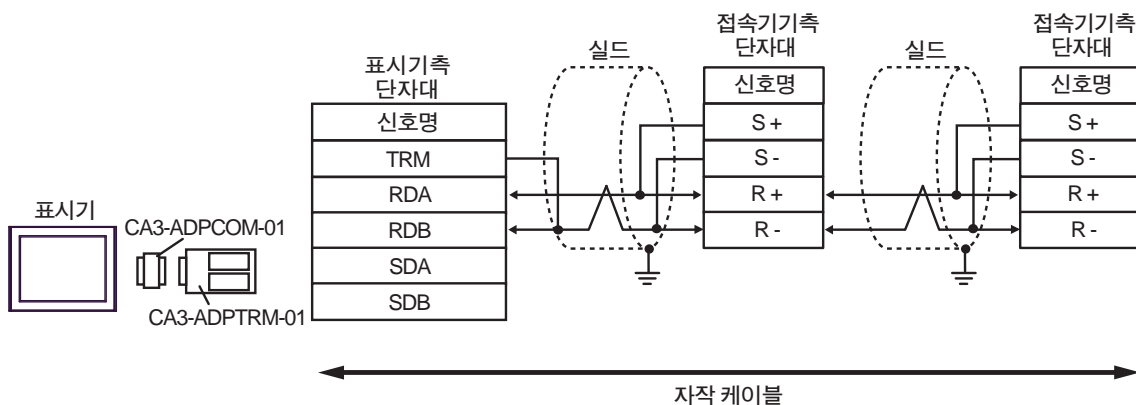 표시기
CA3-ADPCOM-01
CA3-ADPTRM-01
표시기측
단자대
신호명
TRM
RDA
RDB
SDA
SDB
실드
접속기기측
단자대
신호명
S +
S -
R +
R -
실드
접속기기측
단자대
신호명
S +
S -
R +
R -
자작 케이블